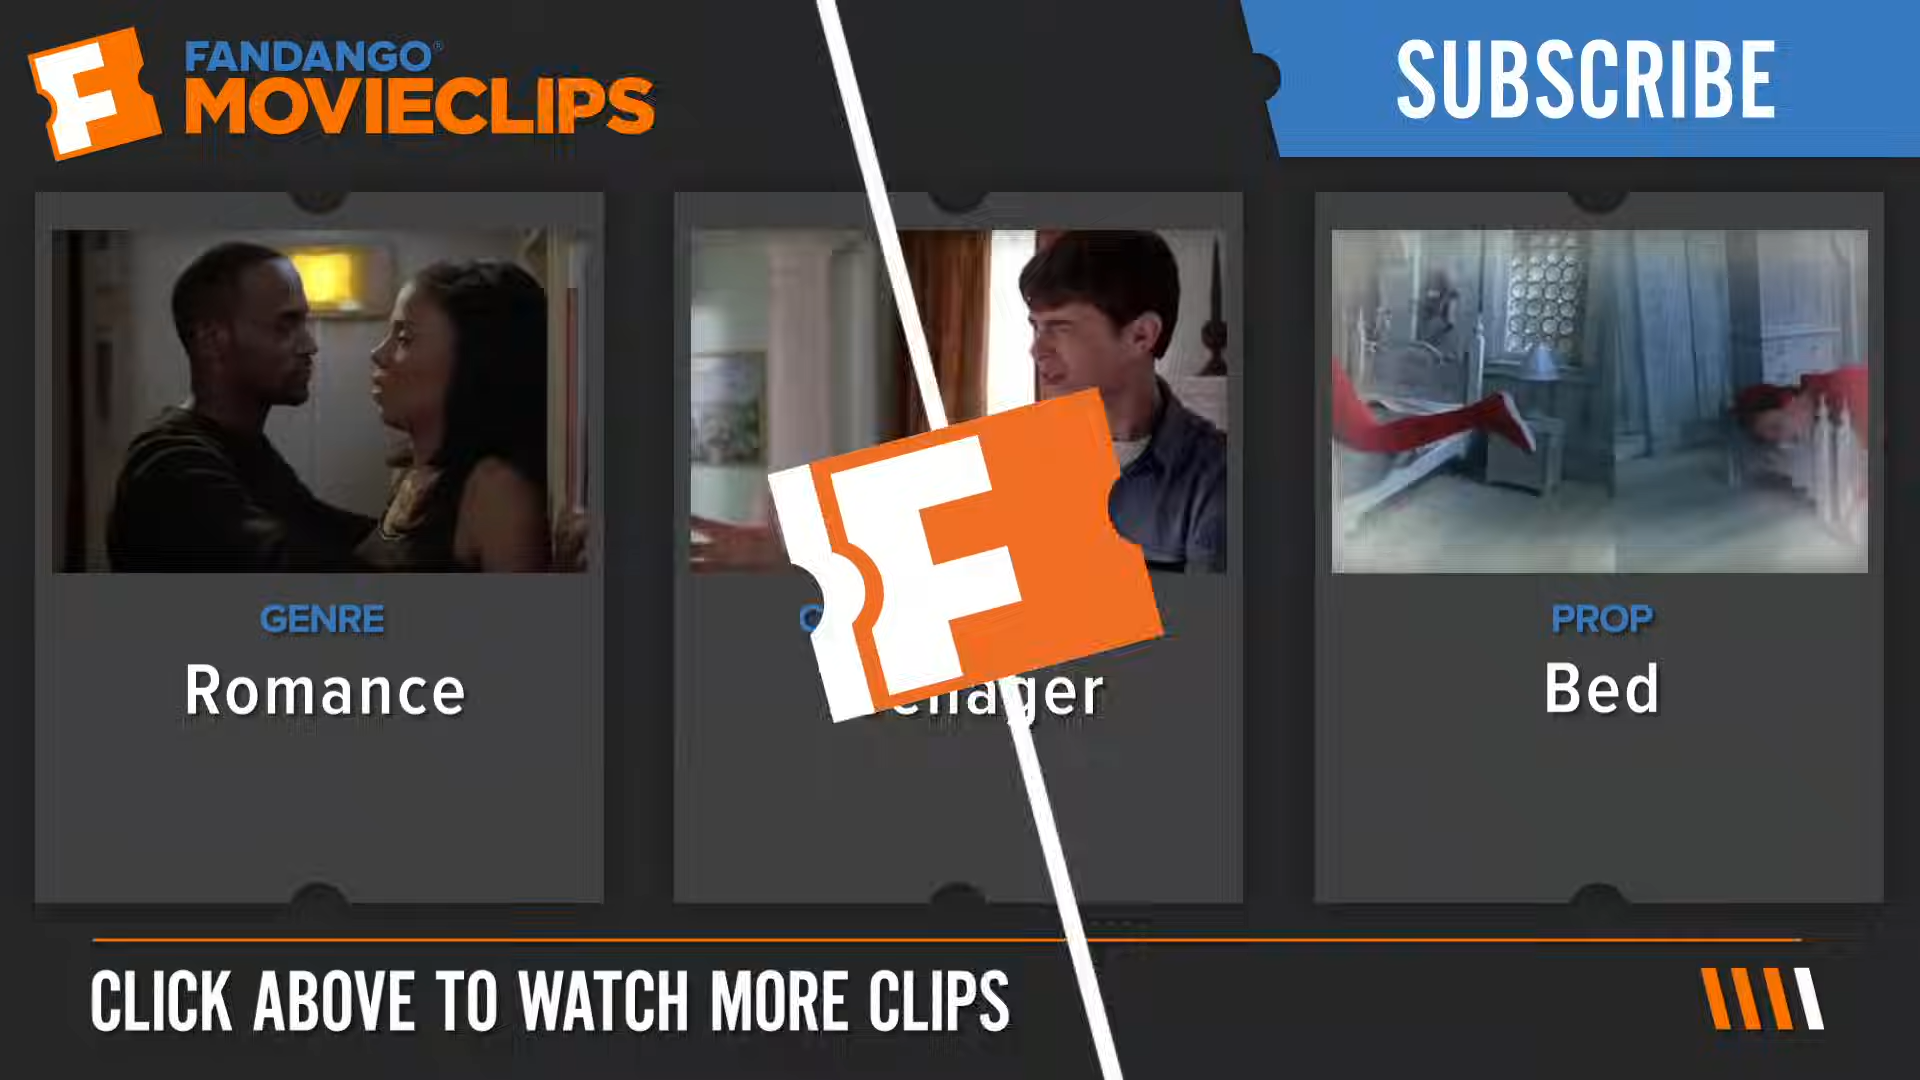 FANDANGO®
MOVIECLIPS
SUBSCRIBE
GENRE
Romance
PROP
Bed
CLICK ABOVE TO WATCH MORE CLIPS